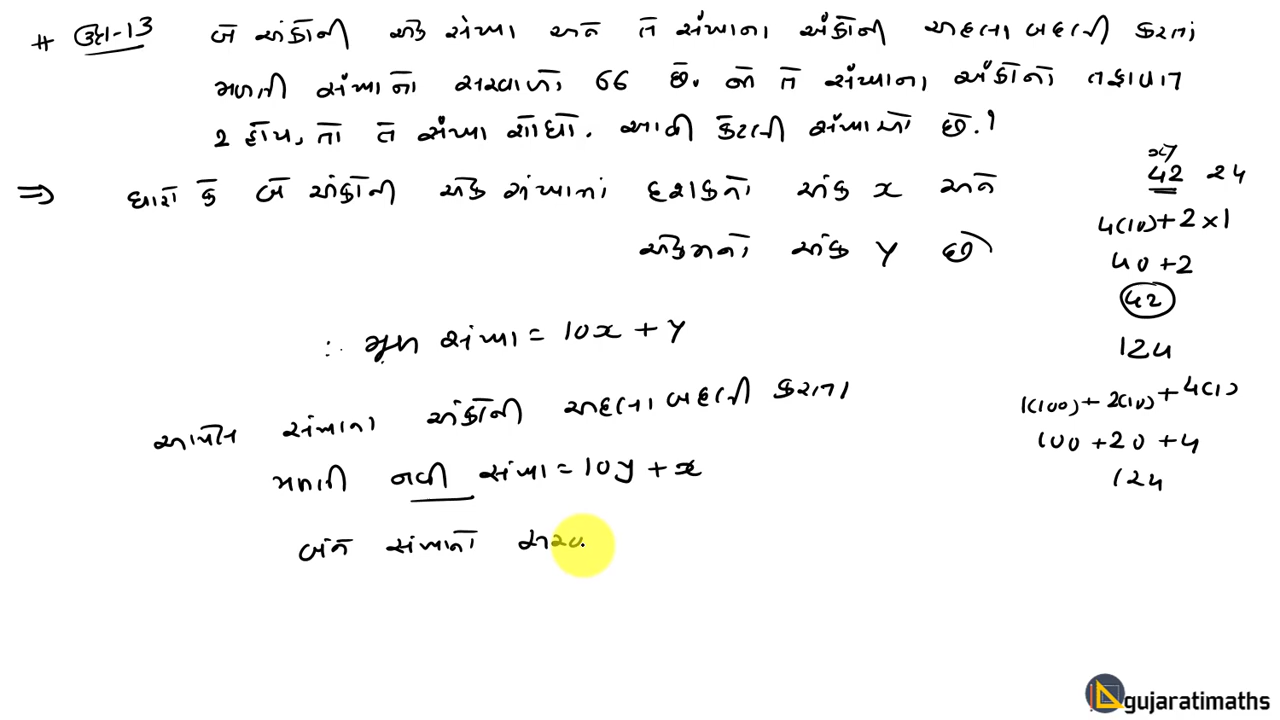 # ઉદા-13 બે અંકોની એક સંખ્યા અને તે સંખ્યાના અંકોની અદલા બદલી કરતાં
મળતી સંખ્યાનો સરવાળો 66 છે. જો તે સંખ્યાના અંકોનો તફાવત
2 હોય, તો તે સંખ્યા શોધો. આવી કેટલી સંખ્યાઓ છે.?
⇒ ધારો કે બે અંકોની એક સંખ્યાનાં દશકનો અંક x અને
એકમનો અંક y છે
∴ મૂળ સંખ્યા = 10x + y
આપેલ સંખ્યાના અંકોની અદલા બદલી કરતા
મળતી નવી સંખ્યા = 10y + x
બંને સંખ્યાનો સરવ
xy
42 24
4(10) + 2 × 1
40 + 2
42
124
1(100) + 2(10) + 4(1)
100 + 20 + 4
124
gujaratimaths